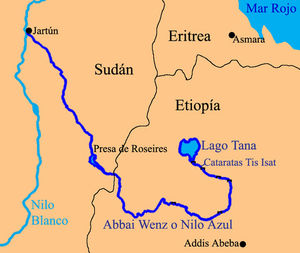 Mar Rojo
Jartún
Eritrea
Asmara
Sudán
Etiopía
Presa de Roseires
Lago Tana
Cataratas Tis Isat
Nilo
Blanco
Abbai Wenz o Nilo Azul
Addis Abeba